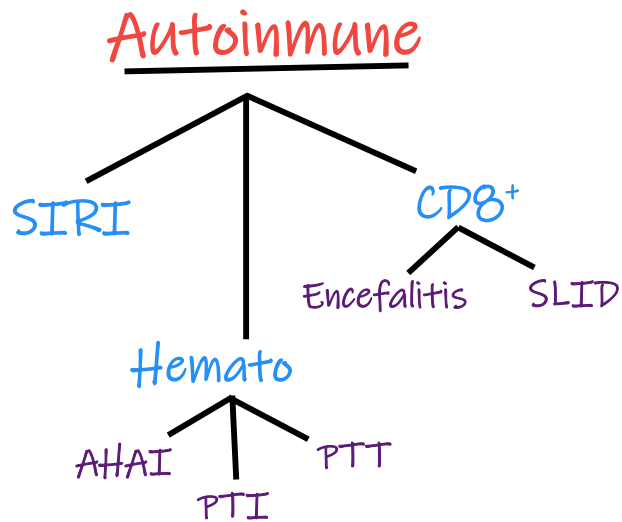 Autoinmune
SIRI
CD8⁺
Encefalitis
SLID
Hemato
AHAI
PTI
PTT